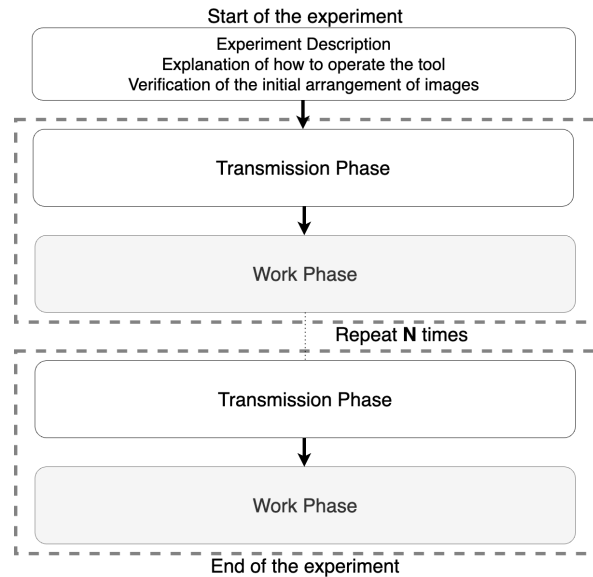 Start of the experiment
Experiment Description
Explanation of how to operate the tool
Verification of the initial arrangement of images
Transmission Phase
Work Phase
Repeat N times
Transmission Phase
Work Phase
End of the experiment